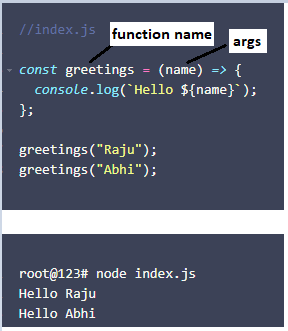 //index.js
function name
args
const greetings = (name) => {
  console.log(`Hello ${name}`);
};
greetings("Raju");
greetings("Abhi");
root@123# node index.js
Hello Raju
Hello Abhi